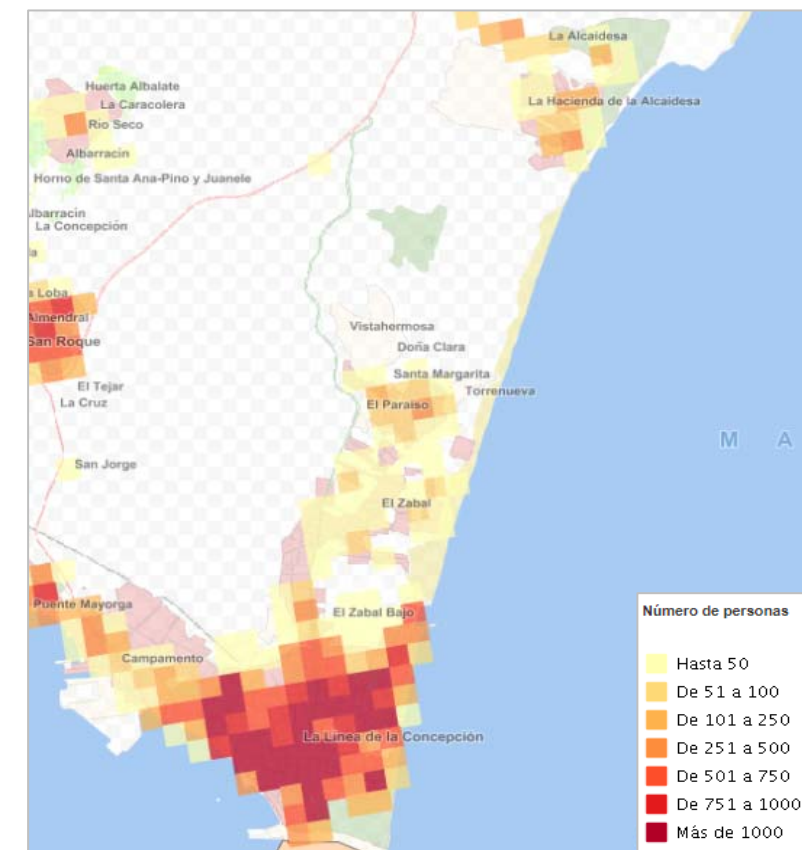 La Alcaidesa
Huerta Albalate
La Caracolera
La Hacienda de la Alcaidesa
Rio Seco
Albarracin
Horno de Santa Ana-Pino y Juanele
lbarracin
La Concepción
la
a Loba
Almendral
San Roque
Vistahermosa
Doña Clara
Santa Margarita
El Tejar
La Cruz
El Paraiso
Torrenueva
M A
San Jorge
El Zabal
Puente Mayorga
El Zabal Bajo
Campamento
La Linea de la Concepción
Número de personas
Hasta 50
De 51 a 100
De 101 a 250
De 251 a 500
De 501 a 750
De 751 a 1000
Más de 1000